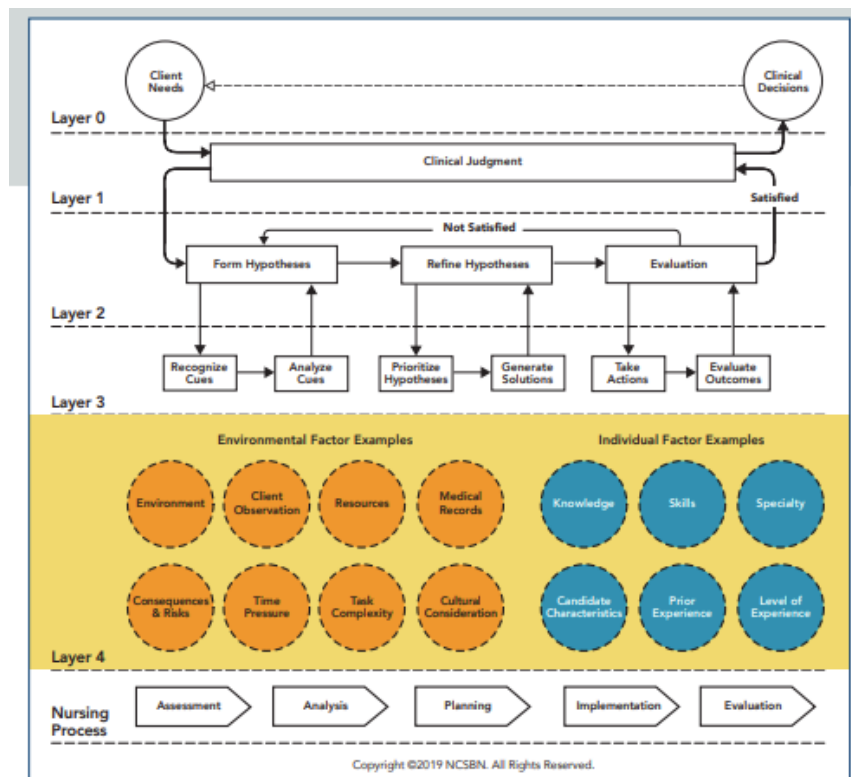 Client
Needs
Clinical
Decisions
Layer 0
Clinical Judgment
Layer 1
Satisfied
Not Satisfied
Form Hypotheses
Refine Hypotheses
Evaluation
Layer 2
Recognize
Cues
Analyze
Cues
Prioritize
Hypotheses
Generate
Solutions
Take
Actions
Evaluate
Outcomes
Layer 3
Environmental Factor Examples
Individual Factor Examples
Environment
Client
Observation
Resources
Medical
Records
Knowledge
Skills
Specialty
Consequences
& Risks
Time
Pressure
Task
Complexity
Cultural
Consideration
Candidate
Characteristics
Prior
Experience
Level of
Experience
Layer 4
Nursing
Process
Assessment
Analysis
Planning
Implementation
Evaluation
Copyright ©2019 NCSBN. All Rights Reserved.